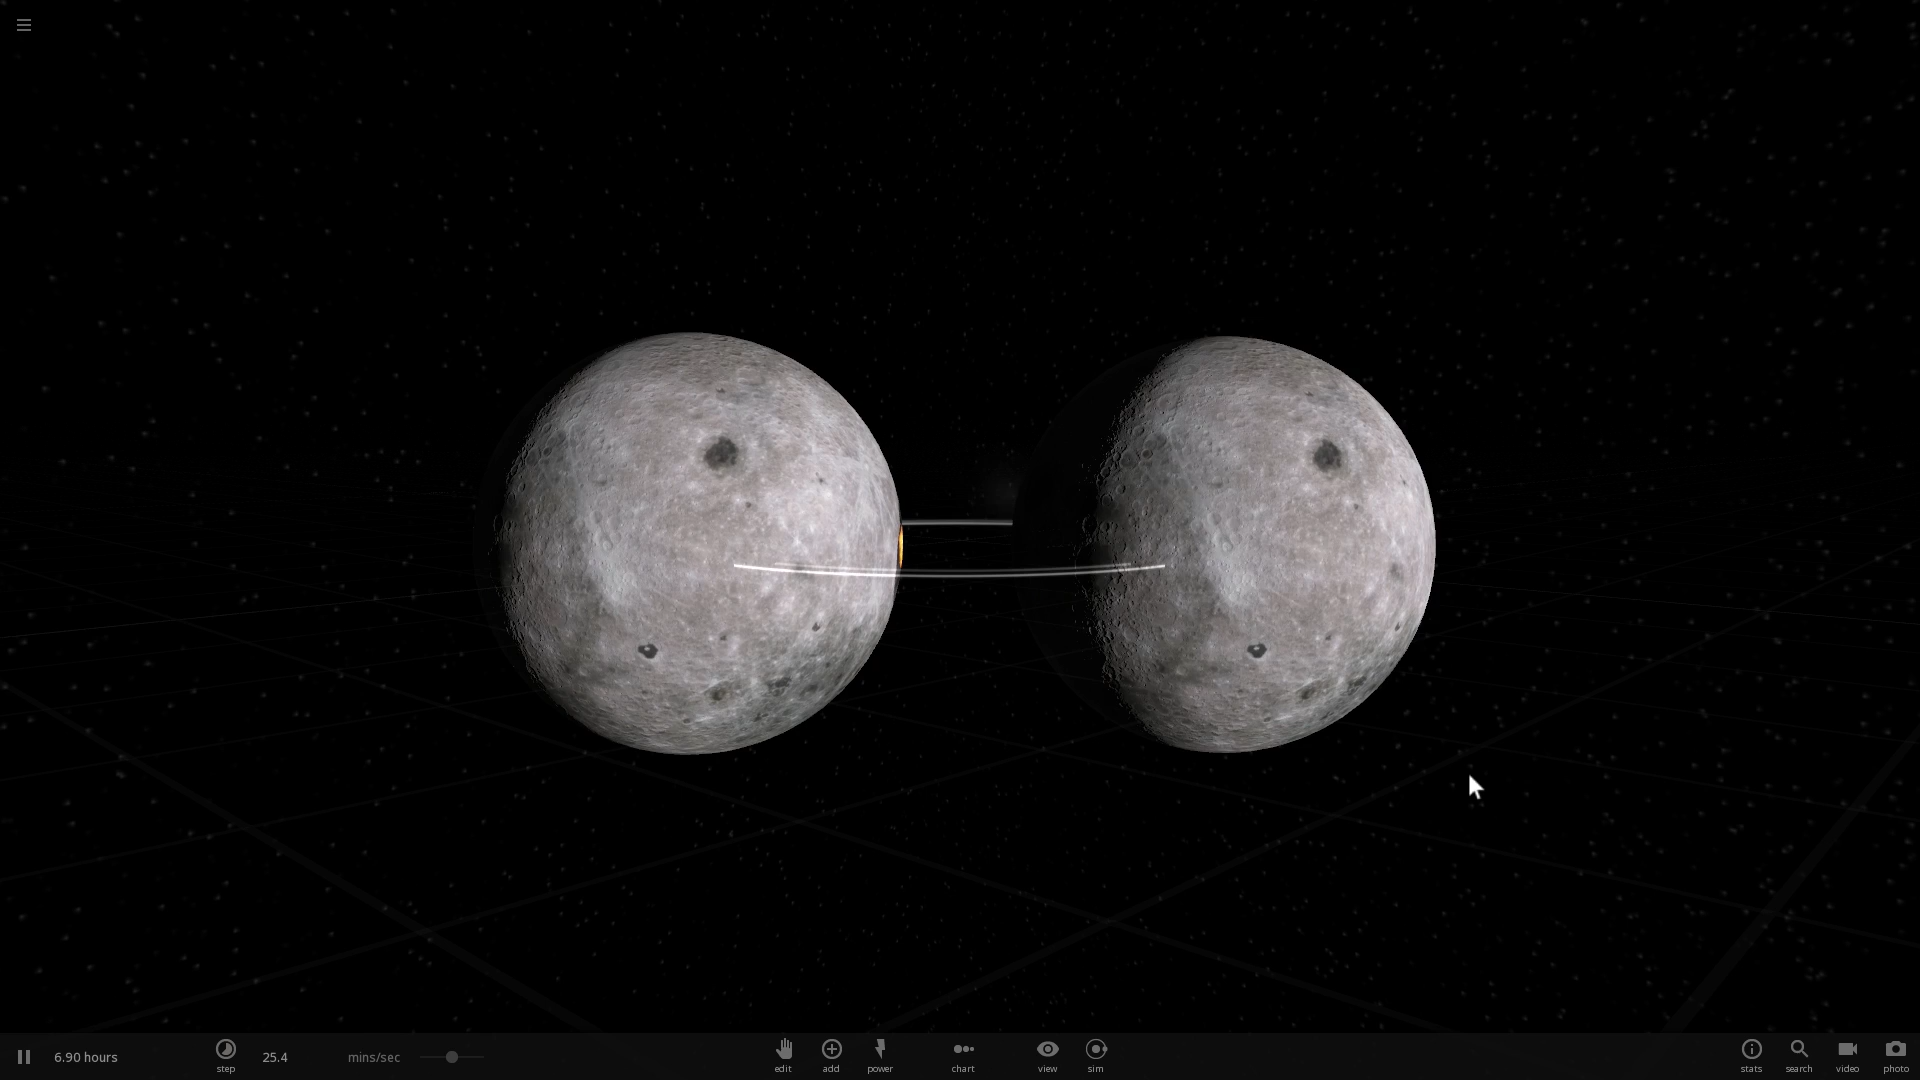 6.90 hours
step
25.4
mins/sec
edit
add
power
chart
view
sim
stats
search
video
photo